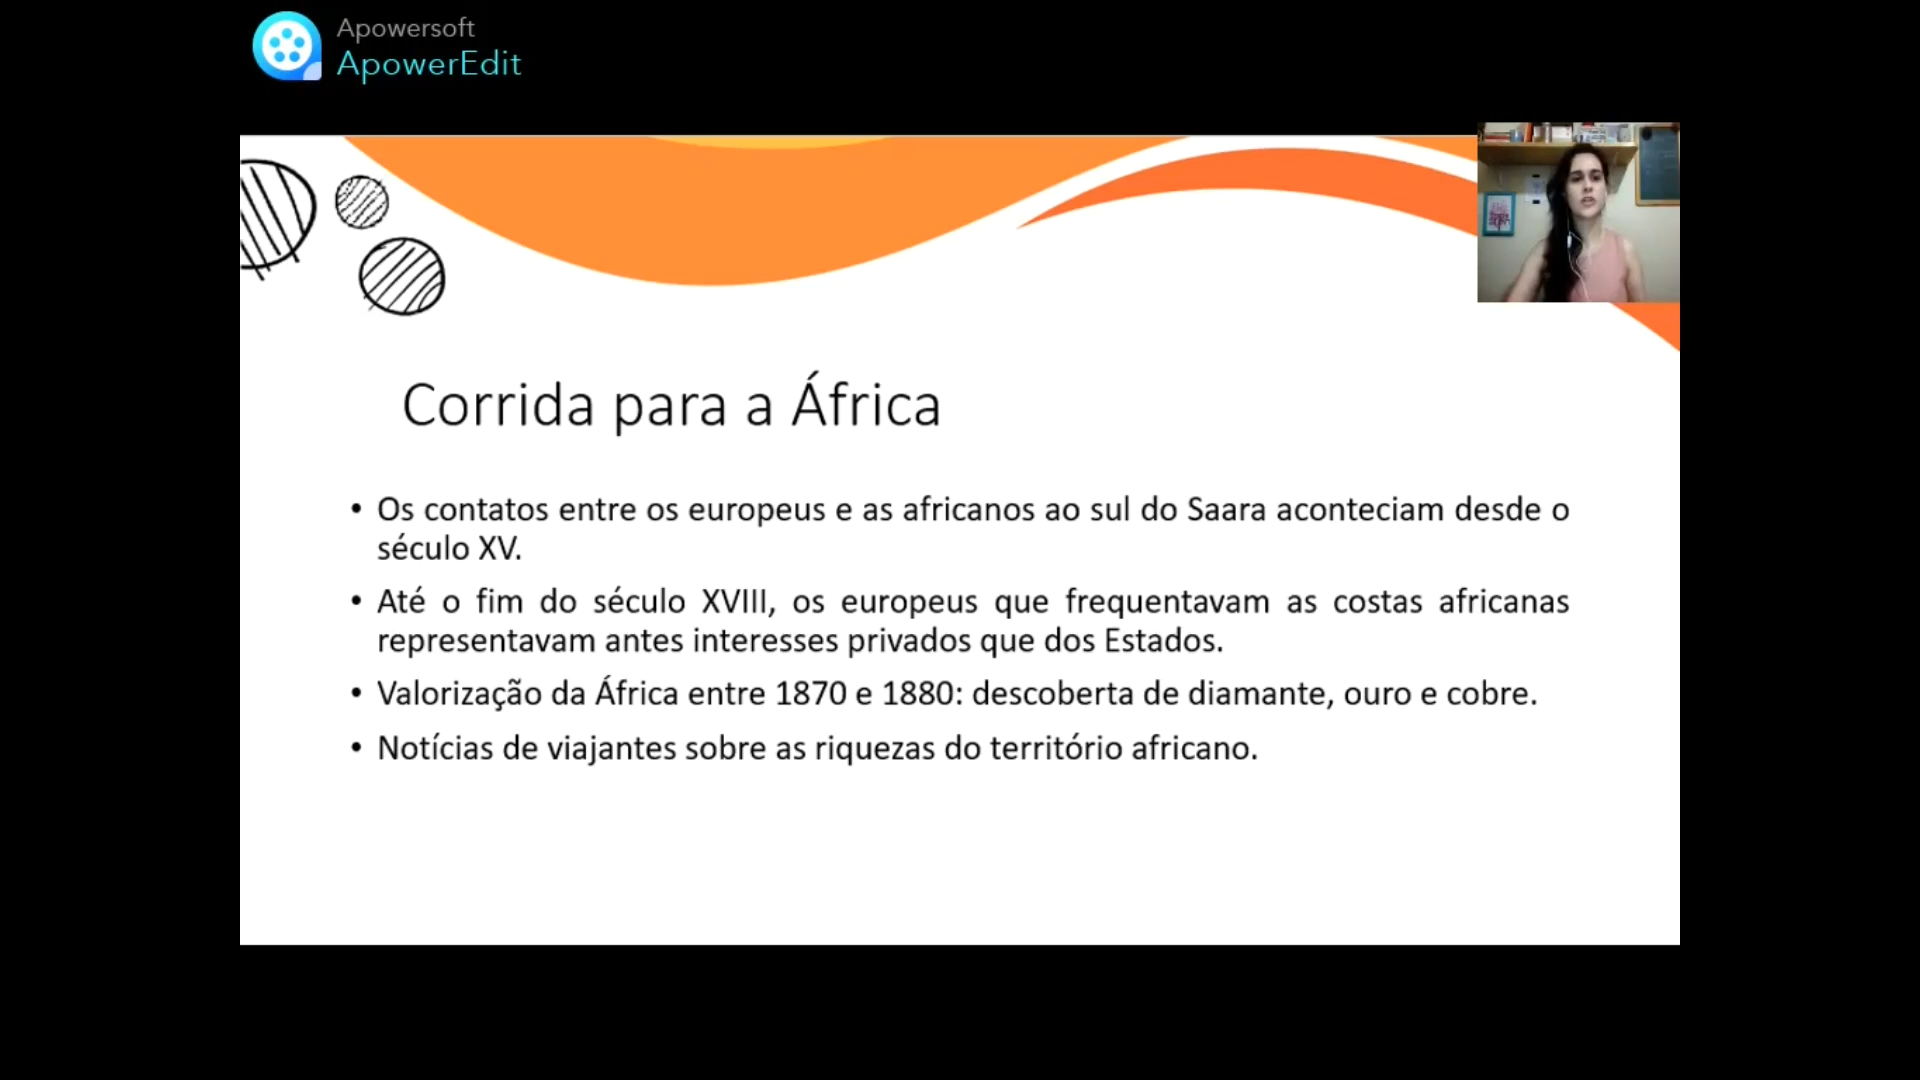 Apowersoft
ApowerEdit
Corrida para a África
• Os contatos entre os europeus e as africanos ao sul do Saara aconteciam desde o
século XV.
• Até o fim do século XVIII, os europeus que frequentavam as costas africanas
representavam antes interesses privados que dos Estados.
• Valorização da África entre 1870 e 1880: descoberta de diamante, ouro e cobre.
• Notícias de viajantes sobre as riquezas do território africano.